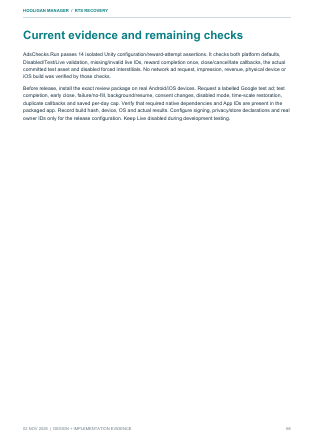 HOOLIGAN MANAGER / RTS RECOVERY
Current evidence and remaining checks
AdsChecks.Run passes 14 isolated Unity configuration/reward-attempt assertions. It checks both platform defaults,
Disabled/Test/Live validation, missing/invalid live IDs, reward completion once, close/cancel/late callbacks, the actual
committed test asset and disabled forced interstitials. No network ad request, impression, revenue, physical device or
iOS build was verified by those checks.
Before release, install the exact review package on real Android/iOS devices. Request a labelled Google test ad; test
completion, early close, failure/no-fill, background/resume, consent changes, disabled mode, time-scale restoration,
duplicate callbacks and saved per-day cap. Verify that required native dependencies and App IDs are present in the
packaged app. Record build hash, device, OS and actual results. Configure signing, privacy/store declarations and real
owner IDs only for the release configuration. Keep Live disabled during development testing.
02 NOV 2025 | DESIGN + IMPLEMENTATION EVIDENCE